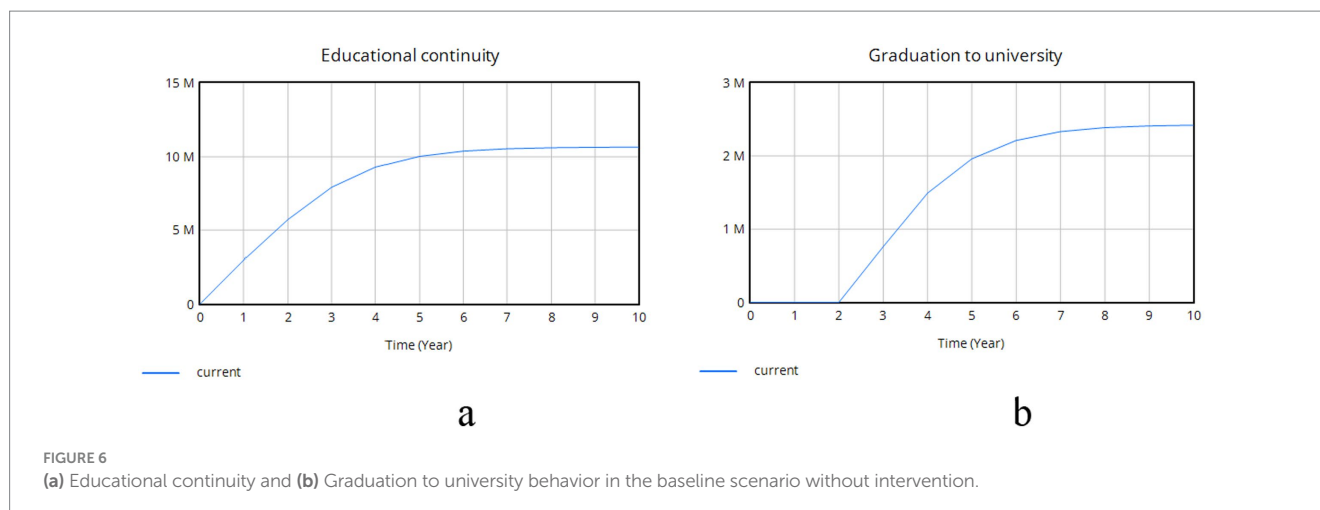 Educational continuity
15 M
10 M
5 M
0
0 1 2 3 4 5 6 7 8 9 10
Time (Year)
current
a
Graduation to university
3 M
2 M
1 M
0
0 1 2 3 4 5 6 7 8 9 10
Time (Year)
current
b
FIGURE 6
(a) Educational continuity and (b) Graduation to university behavior in the baseline scenario without intervention.